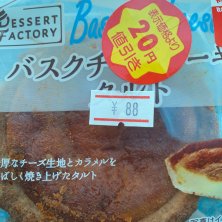 DESSERT
FACTORY
表示価格より
20円
値引き
バスクチ
タルト
¥ 88
厚なチーズ生地とカラメルを
ばしく焼き上げたタルト